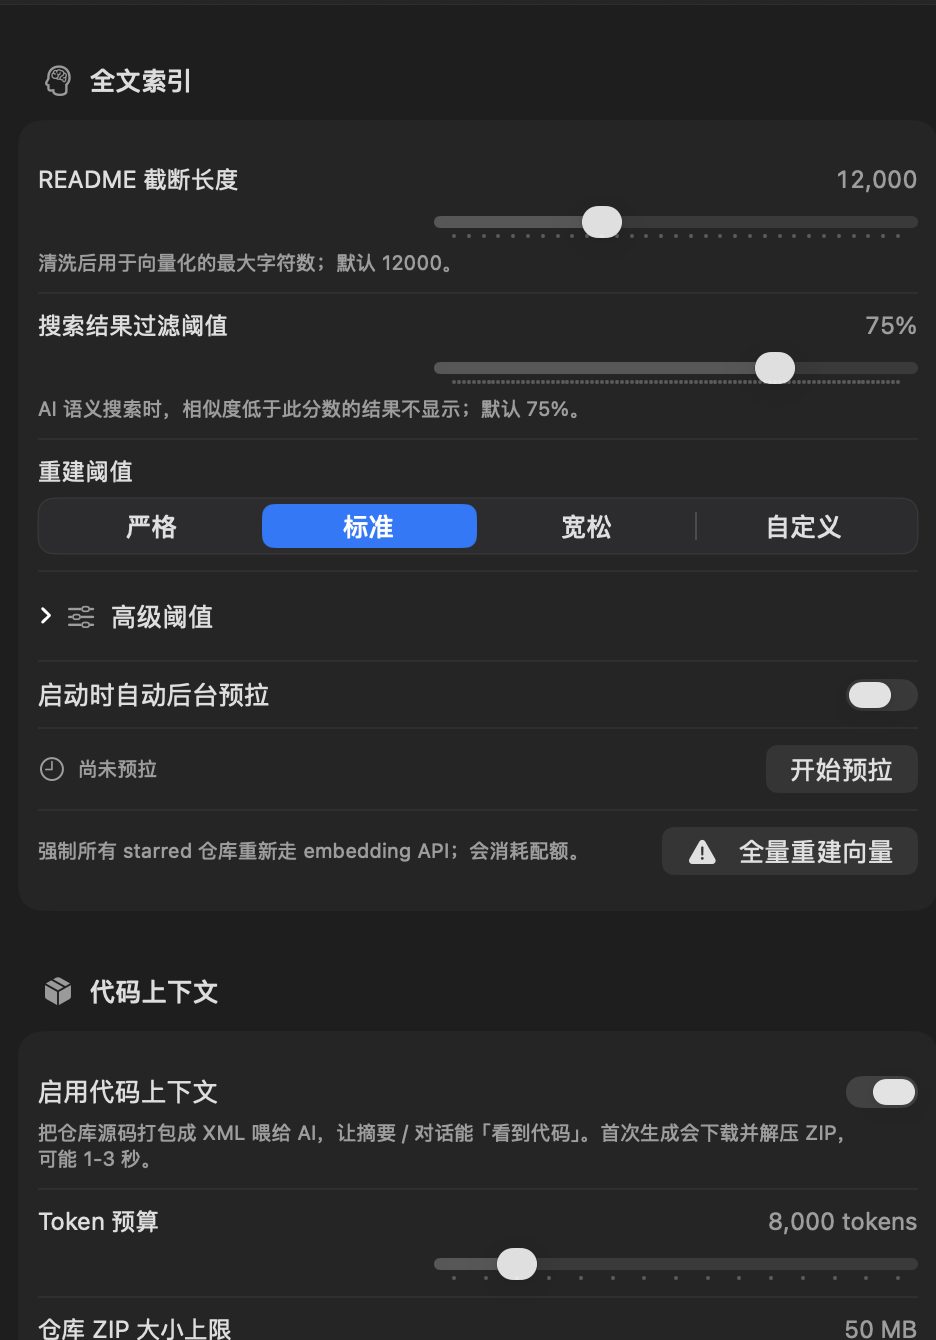 全文索引
README 截断长度
12,000
清洗后用于向量化的最大字符数；默认 12000。
搜索结果过滤阈值
75%
AI 语义搜索时，相似度低于此分数的结果不显示；默认 75%。
重建阈值
严格 标准 宽松 自定义
高级阈值
启动时自动后台预拉
尚未预拉
开始预拉
强制所有 starred 仓库重新走 embedding API；会消耗配额。
全量重建向量
代码上下文
启用代码上下文
把仓库源码打包成 XML 喂给 AI，让摘要 / 对话能「看到代码」。首次生成会下载并解压 ZIP，
可能 1-3 秒。
Token 预算
8,000 tokens
仓库 ZIP 大小上限
50 MB